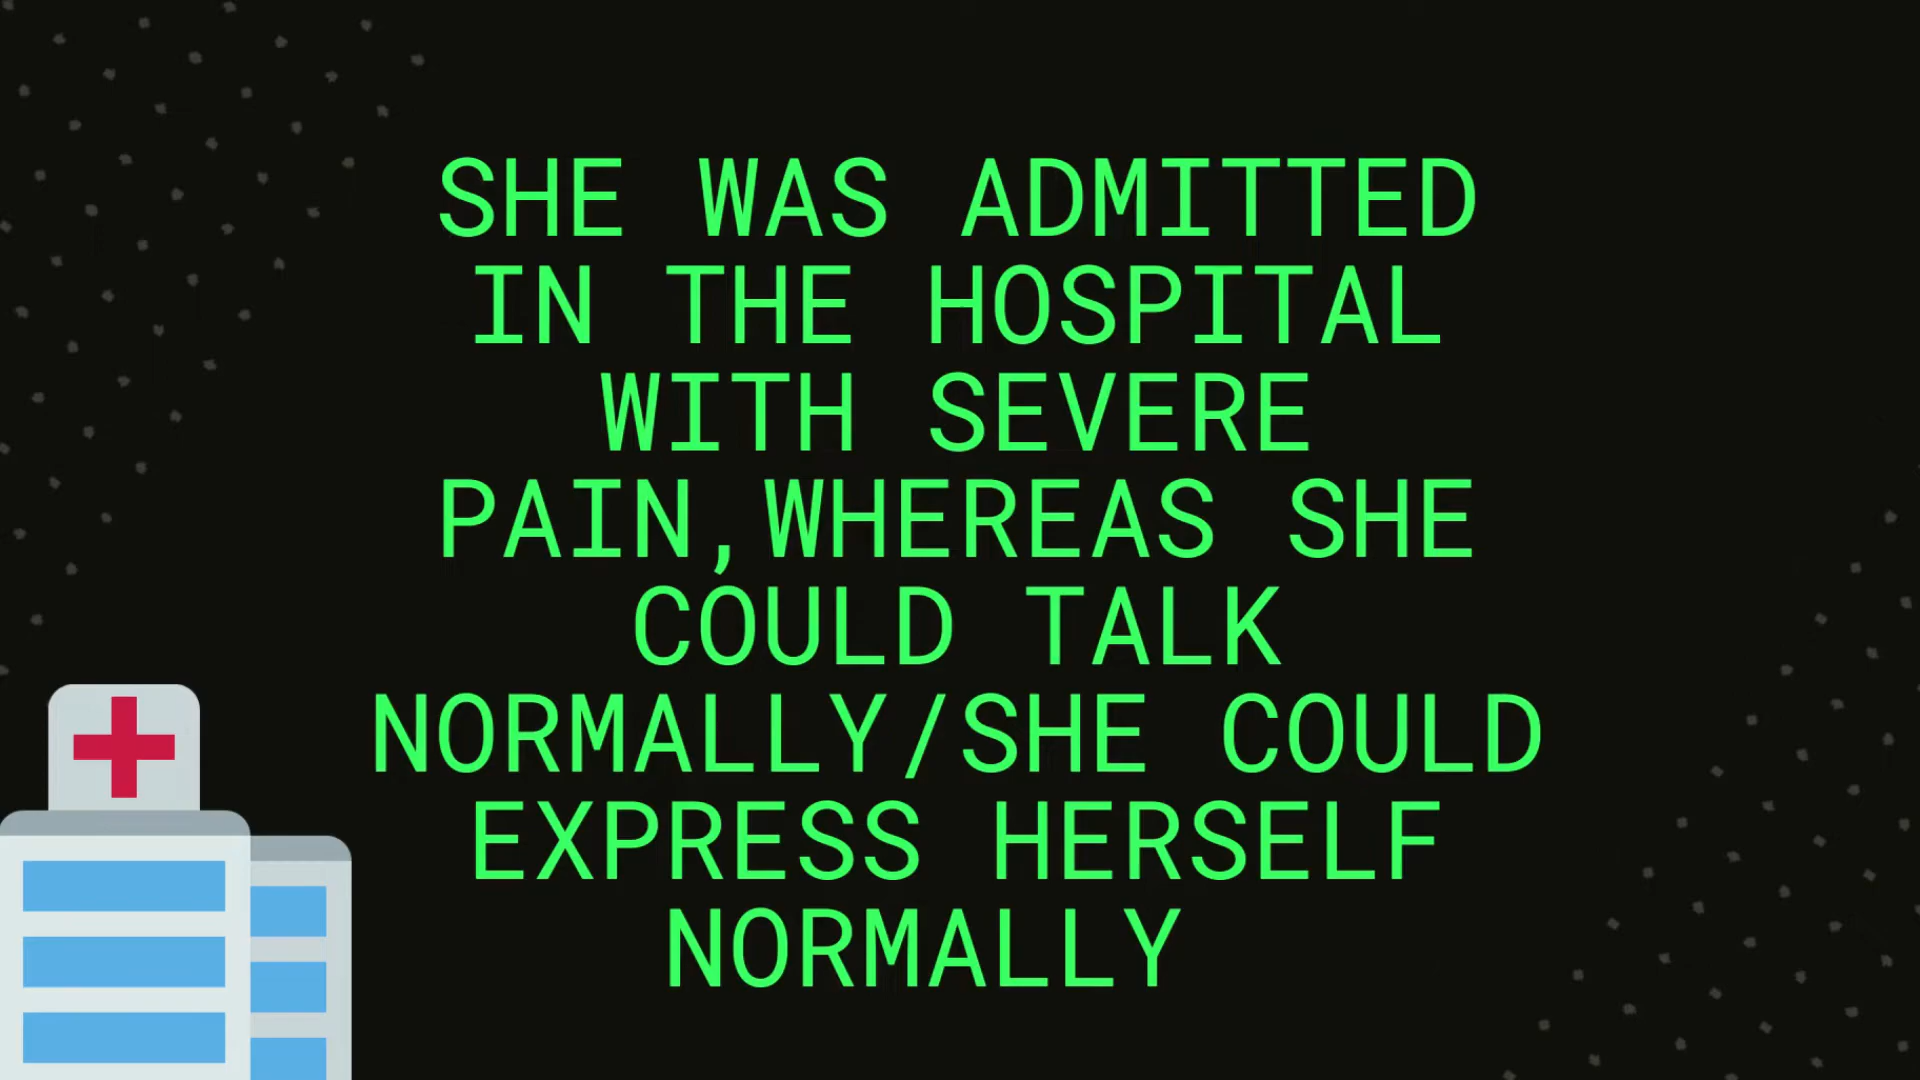 SHE WAS ADMITTED
IN THE HOSPITAL
WITH SEVERE
PAIN,WHEREAS SHE
COULD TALK
NORMALLY/SHE COULD
EXPRESS HERSELF
NORMALLY